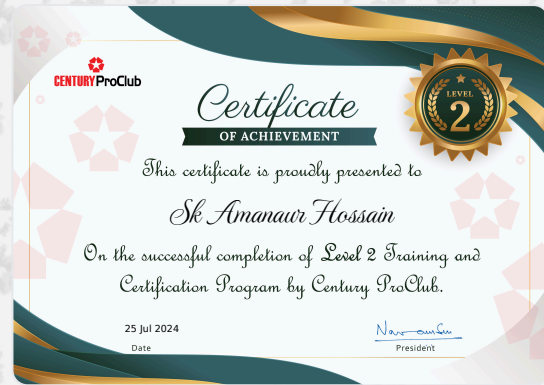 CENTURY ProClub
Certificate
OF ACHIEVEMENT
LEVEL
2
This certificate is proudly presented to
Sk Amanaur Hossain
On the successful completion of Level 2 Training and
Certification Program by Century ProClub.
25 Jul 2024
Date
President